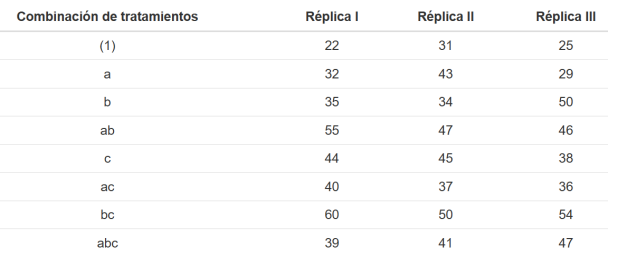 Combinación de tratamientos Réplica I Réplica II Réplica III
(1) 22 31 25
a 32 43 29
b 35 34 50
ab 55 47 46
c 44 45 38
ac 40 37 36
bc 60 50 54
abc 39 41 47